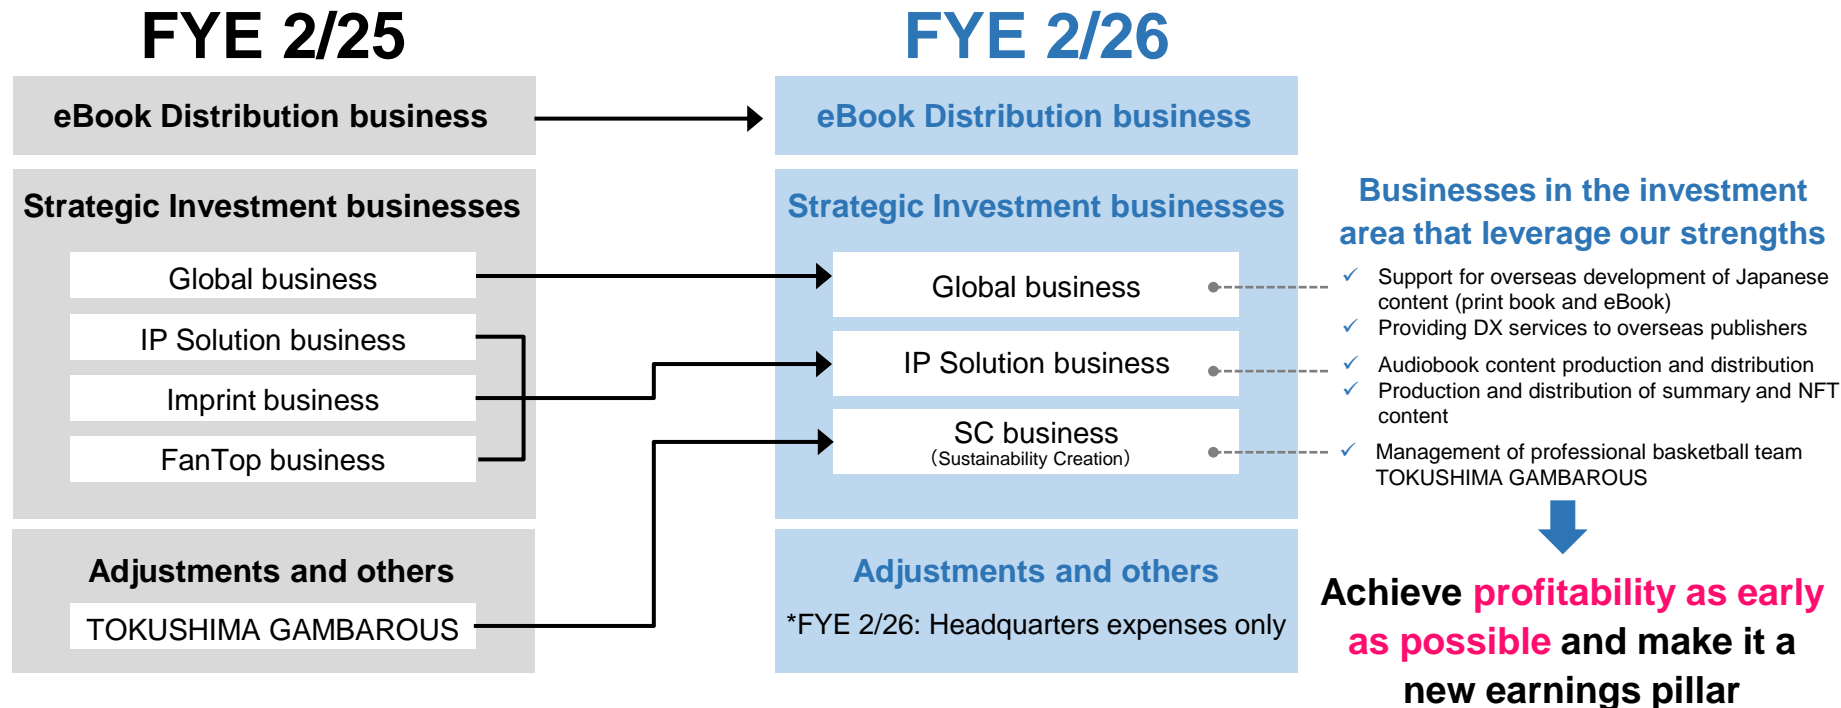 FYE 2/25
eBook Distribution business
Strategic Investment businesses
Global business
IP Solution business
Imprint business
FanTop business
Adjustments and others
TOKUSHIMA GAMBAROUS
FYE 2/26
eBook Distribution business
Strategic Investment businesses
Global business
IP Solution business
SC business
（Sustainability Creation）
Adjustments and others
*FYE 2/26: Headquarters expenses only
Businesses in the investment
area that leverage our strengths
✓ Support for overseas development of Japanese
content (print book and eBook)
✓ Providing DX services to overseas publishers
✓ Audiobook content production and distribution
✓ Production and distribution of summary and NFT
content
✓ Management of professional basketball team
TOKUSHIMA GAMBAROUS
Achieve profitability as early
as possible and make it a
new earnings pillar